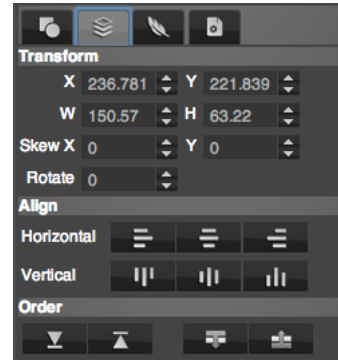 Transform
X 236.781 Y 221.839
W 150.57 H 63.22
Skew X 0 Y 0
Rotate 0
Align
Horizontal
Vertical
Order